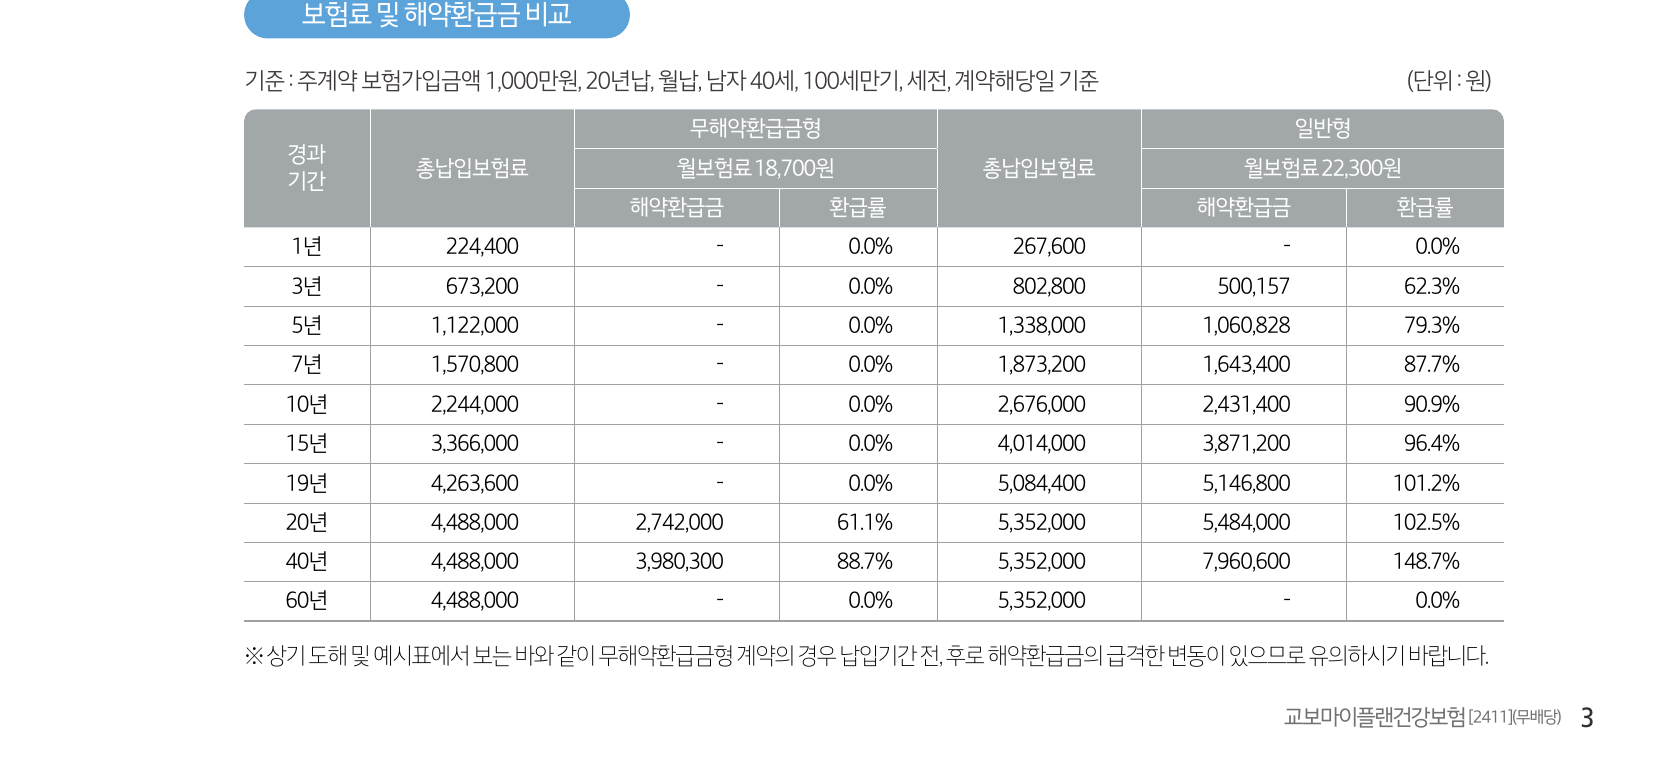 보험료 및 해약환급금 비교
기준 : 주계약 보험가입금액 1,000만원, 20년납, 월납, 남자 40세, 100세만기, 세전, 계약해당일 기준 (단위 : 원)
경과 기간 총납입보험료 무해약환급금형 총납입보험료 일반형
월보험료 18,700원 월보험료 22,300원
해약환급금 환급률 해약환급금 환급률
1년 224,400 - 0.0% 267,600 - 0.0%
3년 673,200 - 0.0% 802,800 500,157 62.3%
5년 1,122,000 - 0.0% 1,338,000 1,060,828 79.3%
7년 1,570,800 - 0.0% 1,873,200 1,643,400 87.7%
10년 2,244,000 - 0.0% 2,676,000 2,431,400 90.9%
15년 3,366,000 - 0.0% 4,014,000 3,871,200 96.4%
19년 4,263,600 - 0.0% 5,084,400 5,146,800 101.2%
20년 4,488,000 2,742,000 61.1% 5,352,000 5,484,000 102.5%
40년 4,488,000 3,980,300 88.7% 5,352,000 7,960,600 148.7%
60년 4,488,000 - 0.0% 5,352,000 - 0.0%
※ 상기 도해 및 예시표에서 보는 바와 같이 무해약환급금형 계약의 경우 납입기간 전, 후로 해약환급금의 급격한 변동이 있으므로 유의하시기 바랍니다.
교보마이플랜건강보험 [2411](무배당) 3